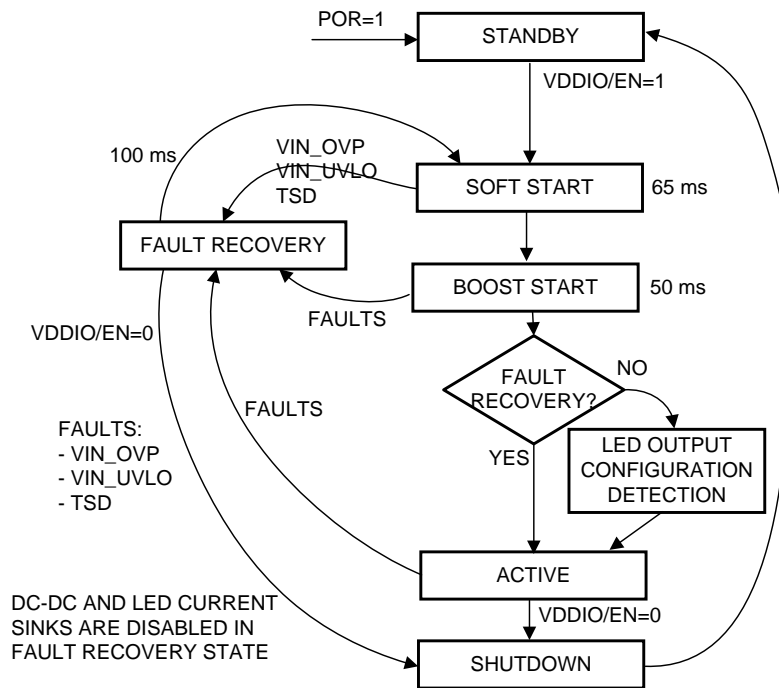 POR=1
STANDBY
VDDIO/EN=1
100 ms
VIN_OVP
VIN_UVLO
TSD
SOFT START
65 ms
FAULT RECOVERY
BOOST START
50 ms
FAULTS
VDDIO/EN=0
FAULT
RECOVERY?
NO
YES
FAULTS
LED OUTPUT
CONFIGURATION
DETECTION
FAULTS:
- VIN_OVP
- VIN_UVLO
- TSD
ACTIVE
VDDIO/EN=0
DC-DC AND LED CURRENT
SINKS ARE DISABLED IN
FAULT RECOVERY STATE
SHUTDOWN